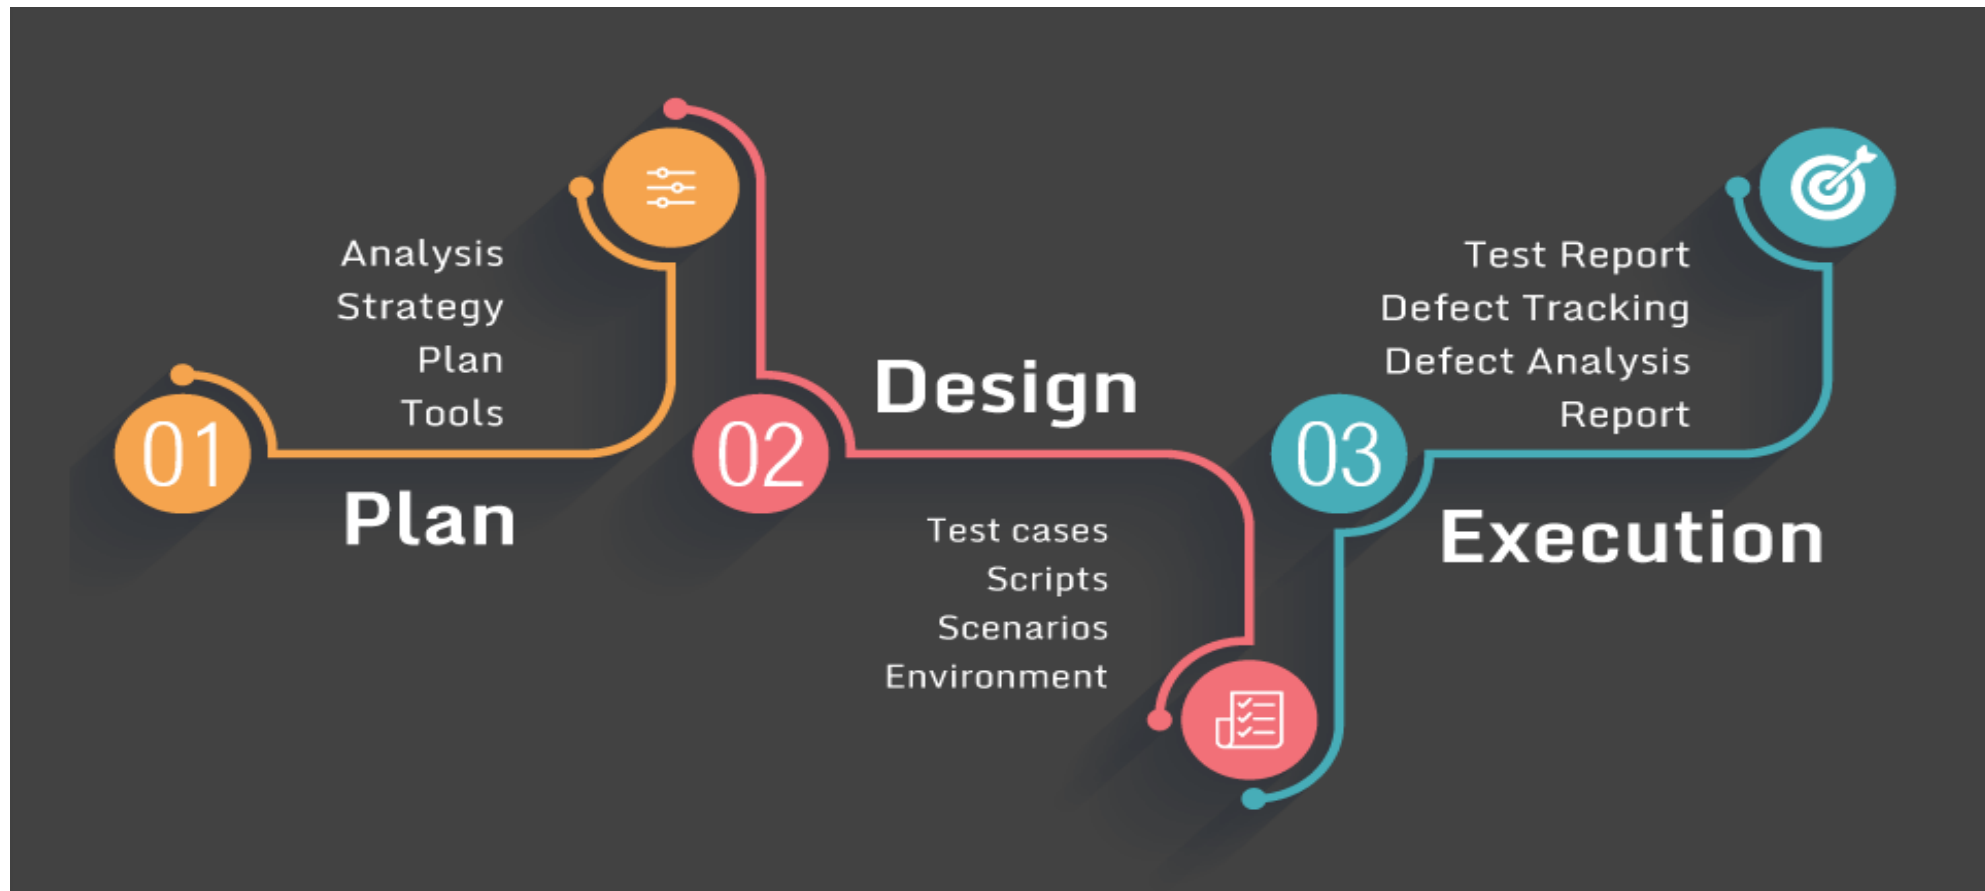 01
Analysis
Strategy
Plan
Tools
Plan
02
Design
Test cases
Scripts
Scenarios
Environment
03
Test Report
Defect Tracking
Defect Analysis
Report
Execution